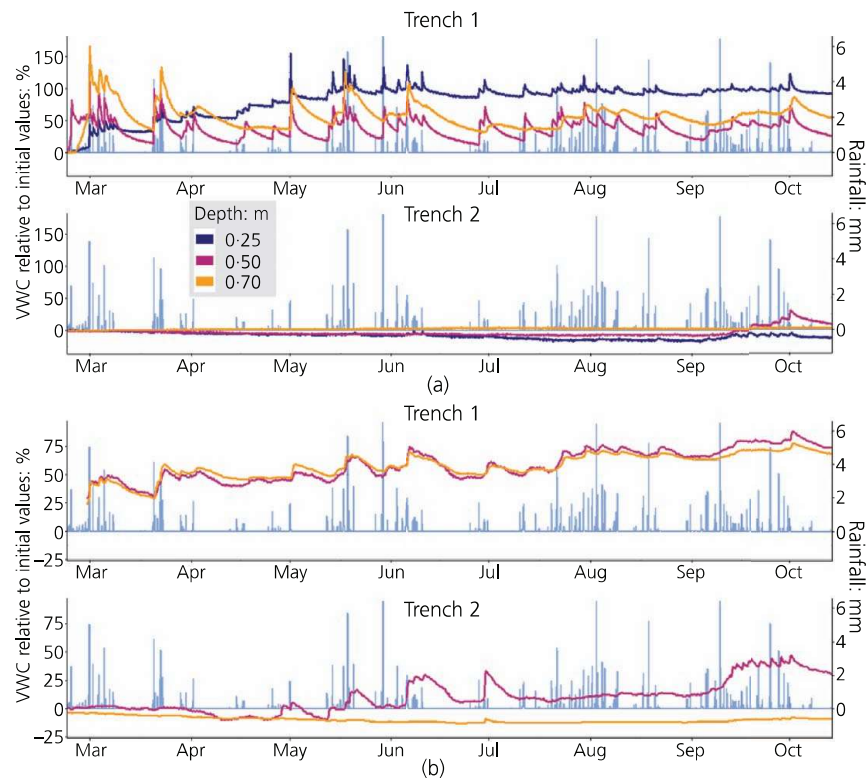 Trench 1
150
100
50
0
6
4
2
0
Mar Apr May Jun Jul Aug Sep Oct
Trench 2
Depth: m
0·25
0·50
0·70
150
100
50
0
6
4
2
0
Mar Apr May Jun Jul Aug Sep Oct
VWC relative to initial values: %
Rainfall: mm
(a)
Trench 1
75
50
25
0
−25
6
4
2
0
Mar Apr May Jun Jul Aug Sep Oct
Trench 2
75
50
25
0
−25
6
4
2
0
Mar Apr May Jun Jul Aug Sep Oct
VWC relative to initial values: %
Rainfall: mm
(b)